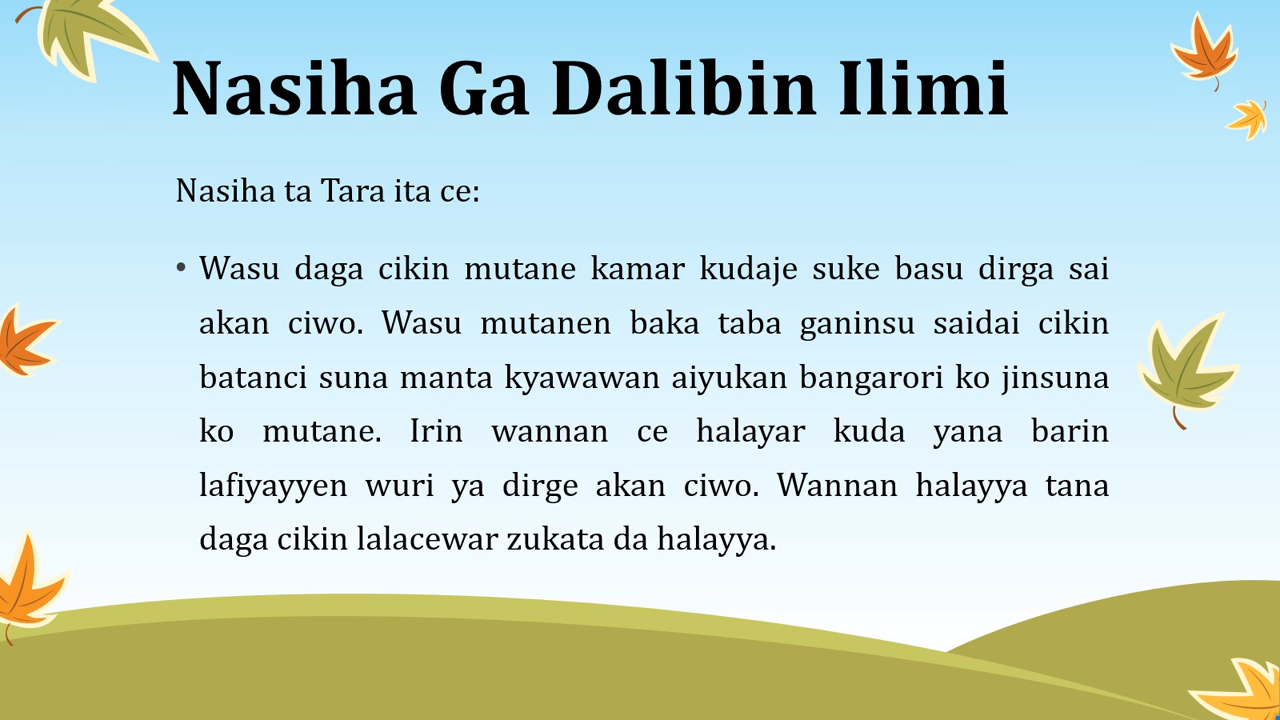 Nasiha Ga Dalibin Ilimi
Nasiha ta Tara ita ce:
• Wasu daga cikin mutane kamar kudaje suke basu dirga sai
akan ciwo. Wasu mutanen baka taba ganinsu saidai cikin
batanci suna manta kyawawan aiyukan bangarori ko jinsuna
ko mutane. Irin wannan ce halayar kuda yana barin
lafiyayyen wuri ya dirge akan ciwo. Wannan halayya tana
daga cikin lalacewar zukata da halayya.